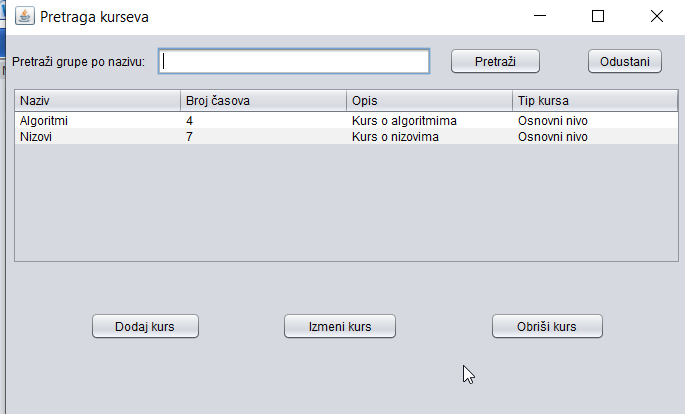 Pretraga kurseva
Pretraži grupe po nazivu: Pretraži Odustani
Naziv Broj časova Opis Tip kursa
Algoritmi 4 Kurs o algoritmima Osnovni nivo
Nizovi 7 Kurs o nizovima Osnovni nivo
Dodaj kurs Izmeni kurs Obriši kurs